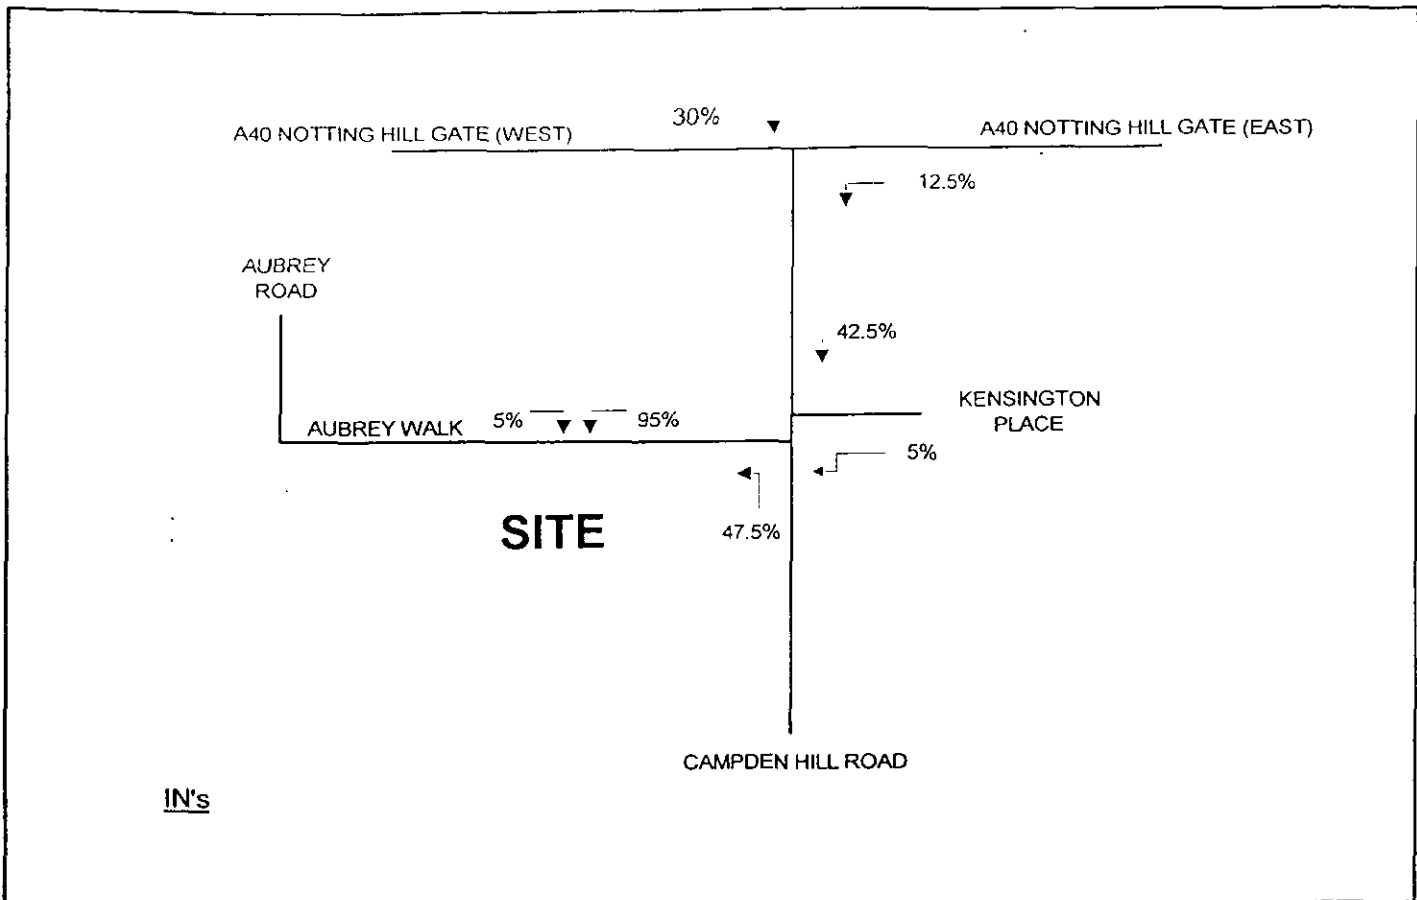 30%
A40 NOTTING HILL GATE (WEST)
A40 NOTTING HILL GATE (EAST)
12.5%
AUBREY
ROAD
42.5%
KENSINGTON
PLACE
AUBREY WALK
5%
95%
5%
SITE
47.5%
CAMPDEN HILL ROAD
IN's